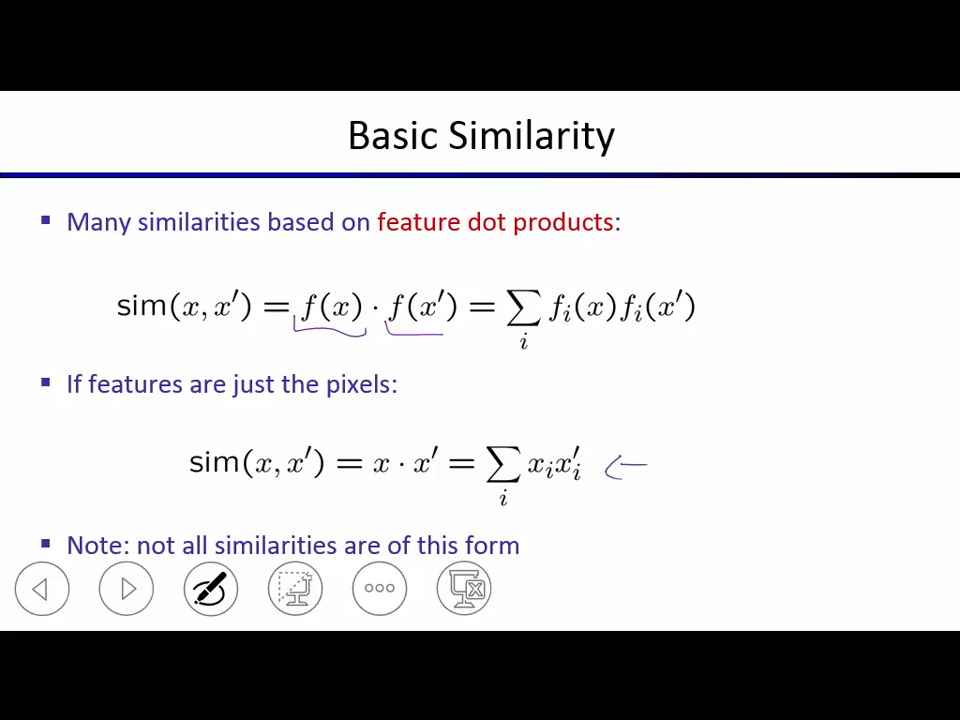 Basic Similarity
▪ Many similarities based on feature dot products:
sim(x, x′) = f(x) · f(x′) = ∑ᵢ fᵢ(x)fᵢ(x′)
▪ If features are just the pixels:
sim(x, x′) = x · x′ = ∑ᵢ xᵢx′ᵢ
▪ Note: not all similarities are of this form